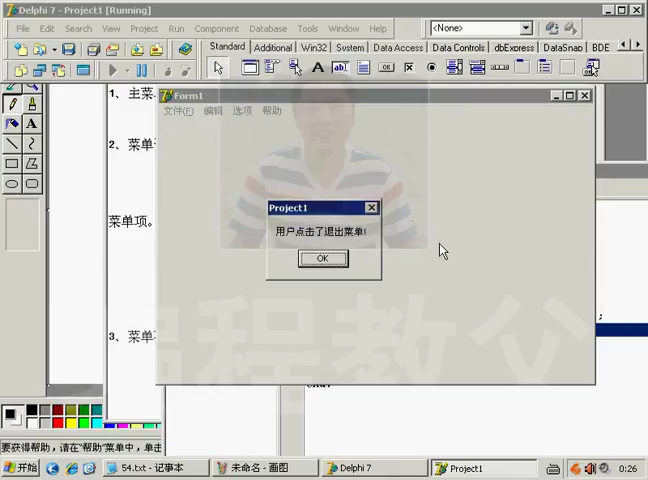 Delphi 7 - Project1 [Running]
File Edit Search View Project Run Component Database Tools Window Help
<None>
Standard Additional Win32 System Data Access Data Controls dbExpress DataSnap BDE
1、主菜
Form1
文件(F) 编辑 选项 帮助
2、菜单
Project1
用户点击了退出菜单!
OK
菜单项。
3、菜单
编程教父
要获得帮助，请在“帮助”菜单中，单击
开始 54.txt - 记事本 未命名 - 画图 Delphi 7 Project1 0:26